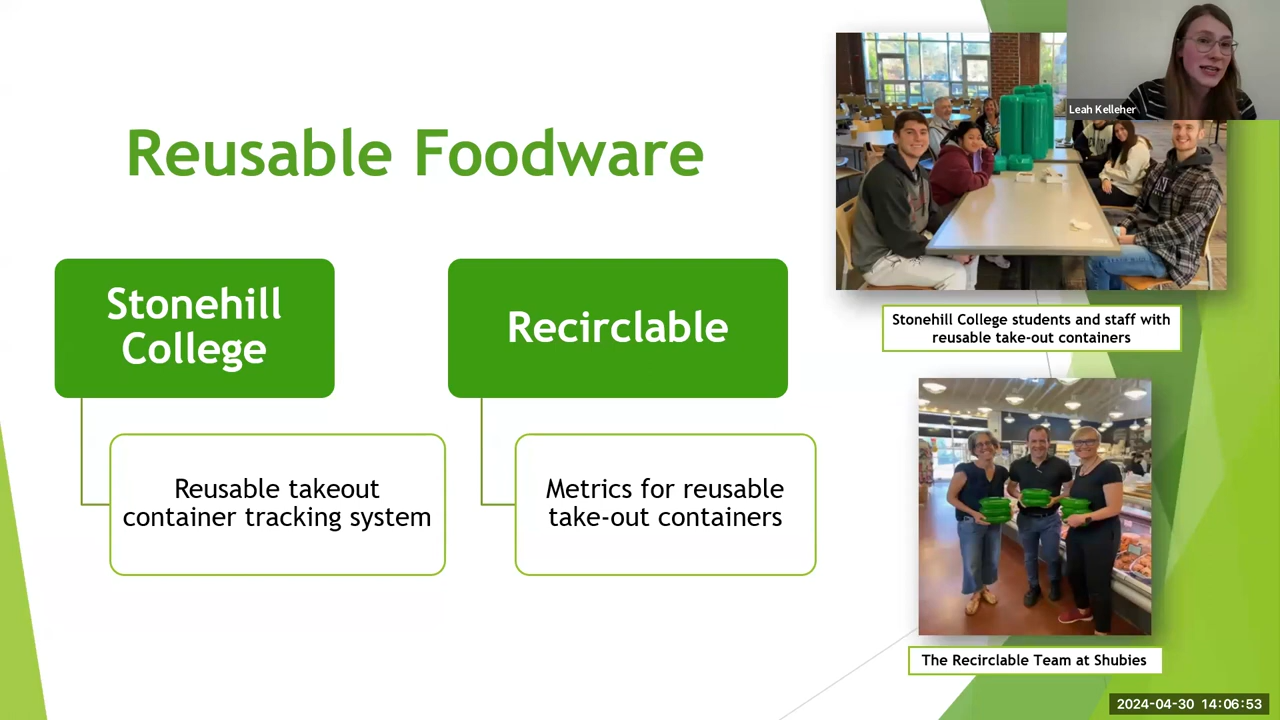 Reusable Foodware
Stonehill
College
Recirclable
Reusable takeout
container tracking system
Metrics for reusable
take-out containers
Leah Kelleher
Stonehill College students and staff with
reusable take-out containers
The Recirclable Team at Shubies
2024-04-30 14:06:53